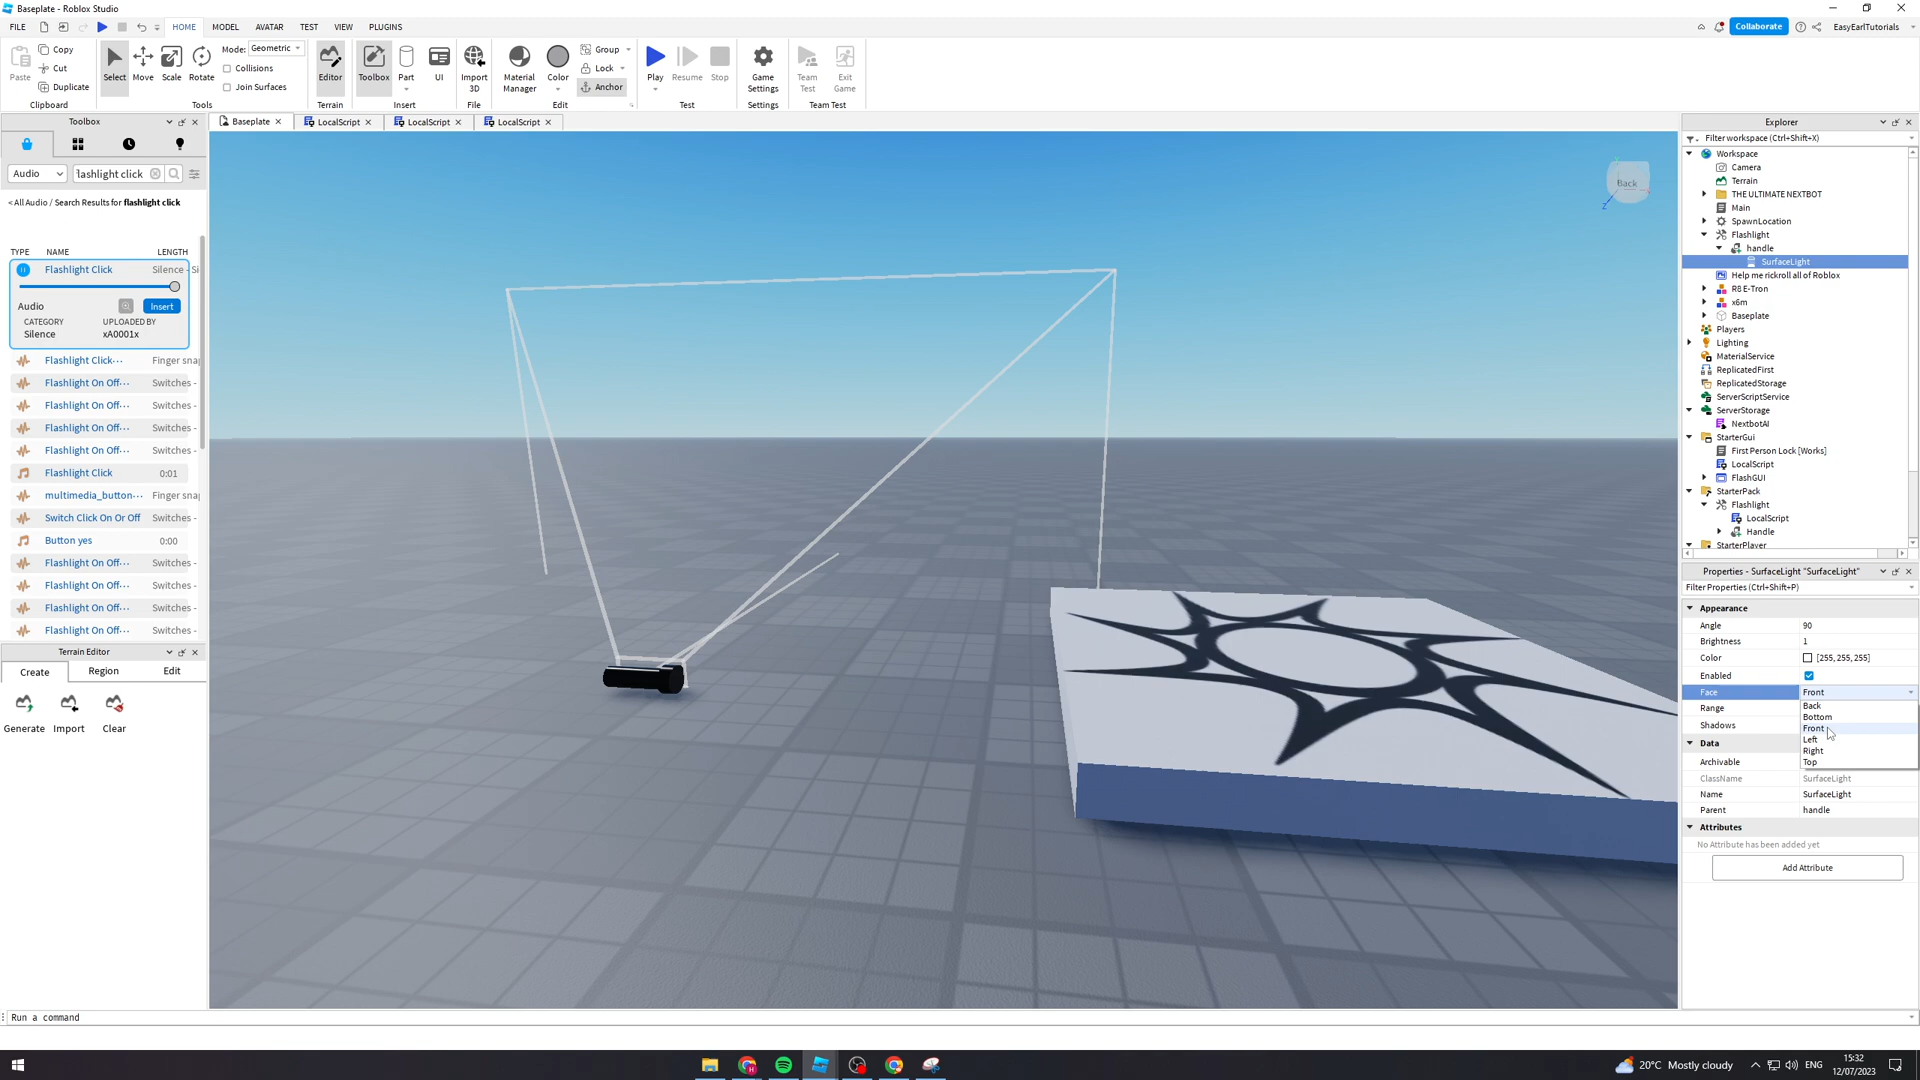 Baseplate - Roblox Studio
FILE
HOME
MODEL
AVATAR
TEST
VIEW
PLUGINS
Collaborate
EasyEarlTutorials
Paste
Copy
Cut
Duplicate
Clipboard
Select
Move
Scale
Rotate
Mode: Geometric
Collisions
Join Surfaces
Tools
Editor
Terrain
Toolbox
Part
UI
Insert
Import 3D
File
Material Manager
Color
Group
Lock
Anchor
Edit
Play
Resume
Stop
Test
Game Settings
Settings
Team Test
Exit Game
Team Test
Toolbox
Baseplate
LocalScript
LocalScript
LocalScript
Audio
flashlight click
< All Audio / Search Results for flashlight click
TYPE NAME LENGTH
Flashlight Click Silence - Si
Audio Insert
CATEGORY UPLOADED BY
Silence xA0001x
Flashlight Click··· Finger snap
Flashlight On Off··· Switches -
Flashlight On Off··· Switches -
Flashlight On Off··· Switches -
Flashlight On Off··· Switches -
Flashlight Click 0:01
multimedia_button··· Finger snap
Switch Click On Or Off Switches -
Button yes 0:00
Flashlight On Off··· Switches -
Flashlight On Off··· Switches -
Flashlight On Off··· Switches -
Flashlight On Off··· Switches -
Terrain Editor
Create Region Edit
Generate Import Clear
Back
Z
Explorer
Filter workspace (Ctrl+Shift+X)
Workspace
Camera
Terrain
THE ULTIMATE NEXTBOT
Main
SpawnLocation
Flashlight
handle
SurfaceLight
Help me rickroll all of Roblox
R8 E-Tron
x6m
Baseplate
Players
Lighting
MaterialService
ReplicatedFirst
ReplicatedStorage
ServerScriptService
ServerStorage
NextbotAI
StarterGui
First Person Lock [Works]
LocalScript
FlashGUI
StarterPack
Flashlight
LocalScript
Handle
StarterPlayer
Properties - SurfaceLight "SurfaceLight"
Filter Properties (Ctrl+Shift+P)
Appearance
Angle 90
Brightness 1
Color [255, 255, 255]
Enabled
Face Front
Range
Shadows
Back
Bottom
Front
Left
Right
Top
Data
Archivable
ClassName SurfaceLight
Name SurfaceLight
Parent handle
Attributes
No Attribute has been added yet
Add Attribute
Run a command
20°C Mostly cloudy
ENG
15:32
12/07/2023